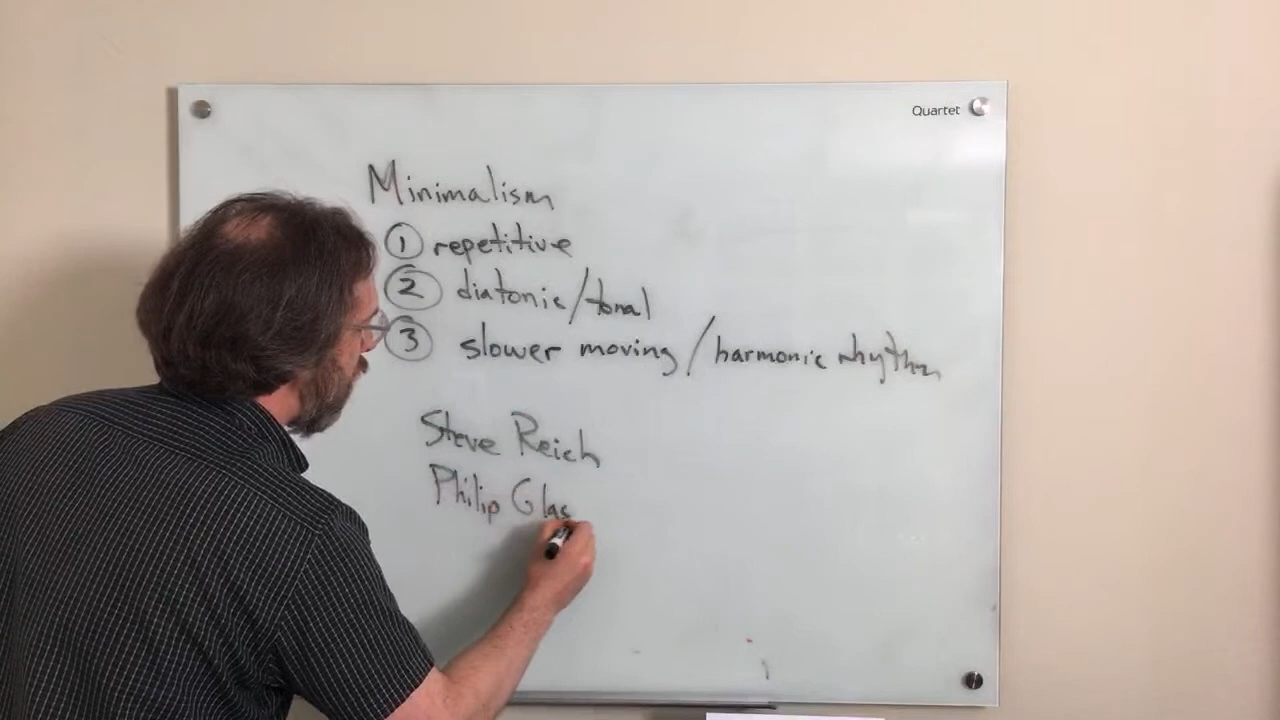 Quartet
Minimalism
① repetitive
② diatonic/tonal
③ slower moving / harmonic rhythm
Steve Reich
Philip Glas